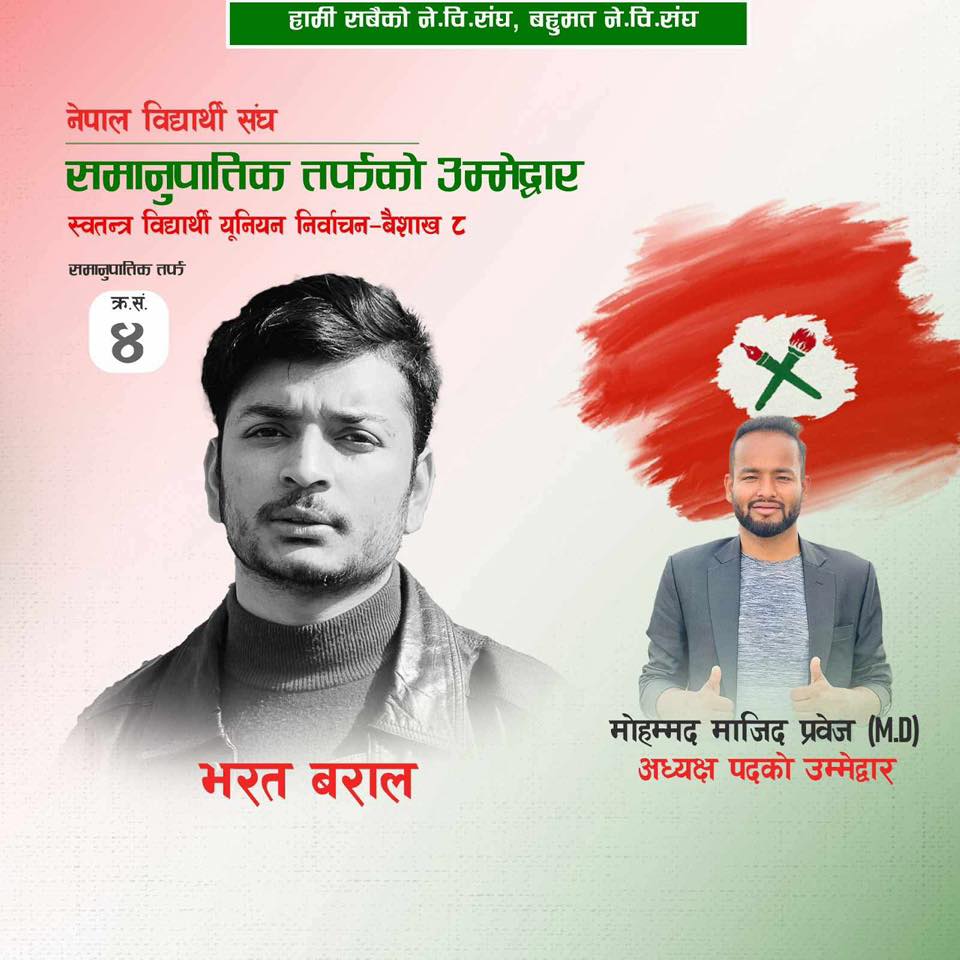 हामी सबैको ने.वि.संघ, बहुमत ने.वि.संघ
नेपाल विद्यार्थी संघ
समानुपातिक तर्फको उम्मेद्वार
स्वतन्त्र विद्यार्थी यूनियन निर्वाचन-बैशाख ८
समानुपातिक तर्फ
क्र.सं.
४
भरत बराल
मोहम्मद माजिद प्रवेज (M.D)
अध्यक्ष पदको उम्मेद्वार